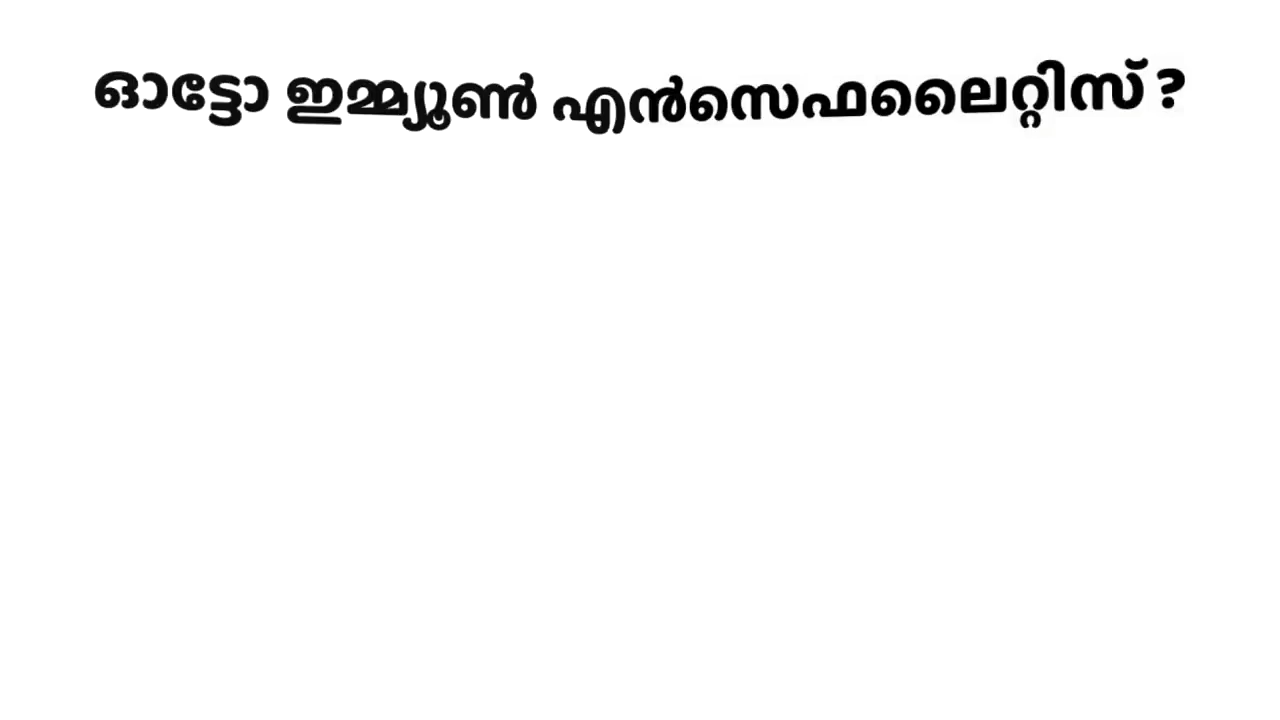 ഓട്ടോ ഇമ്മ്യൂൺ എൻസെഫലൈറ്റിസ് ?